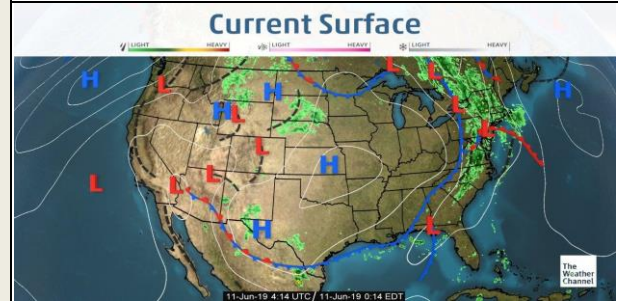 Current Surface
LIGHT HEAVY LIGHT HEAVY LIGHT HEAVY
L
H
L
L
H
H
H
L
L
L
L
H
L
L
L
L
H
L
The
Weather
Channel
11-Jun-19 4:14 UTC / 11-Jun-19 0:14 EDT